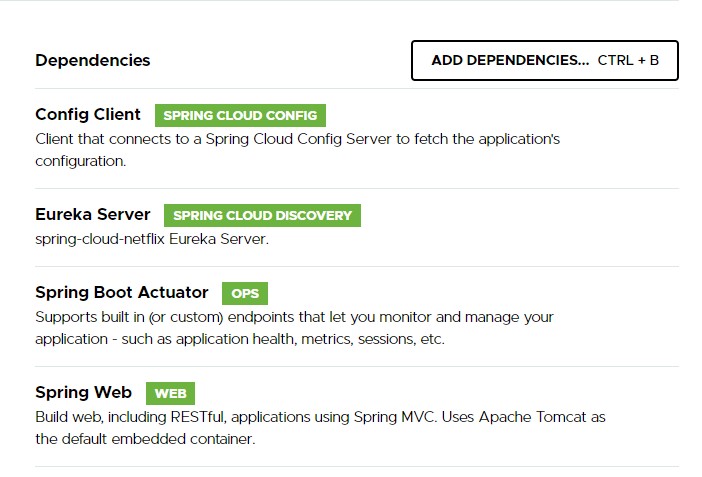 Dependencies
ADD DEPENDENCIES... CTRL + B
Config Client SPRING CLOUD CONFIG
Client that connects to a Spring Cloud Config Server to fetch the application's
configuration.
Eureka Server SPRING CLOUD DISCOVERY
spring-cloud-netflix Eureka Server.
Spring Boot Actuator OPS
Supports built in (or custom) endpoints that let you monitor and manage your
application - such as application health, metrics, sessions, etc.
Spring Web WEB
Build web, including RESTful, applications using Spring MVC. Uses Apache Tomcat as
the default embedded container.